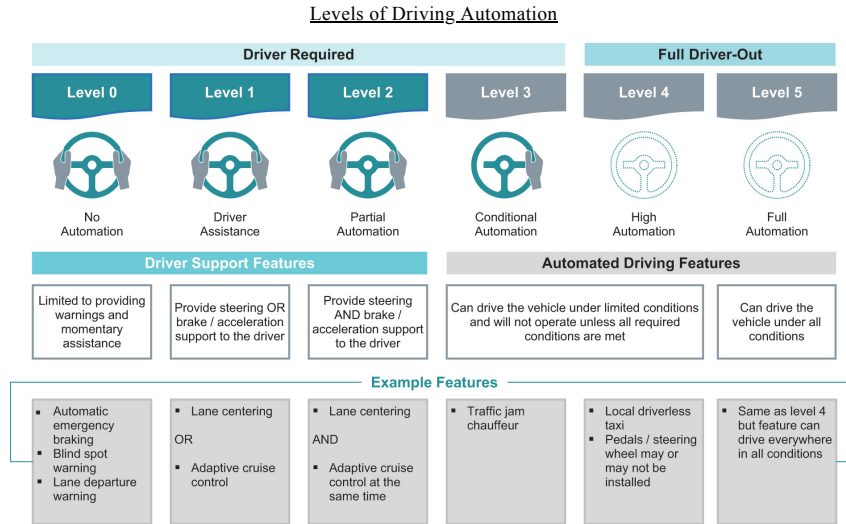 Levels of Driving Automation
Driver Required
Full Driver-Out
Level 0
Level 1
Level 2
Level 3
Level 4
Level 5
No
Automation
Driver
Assistance
Partial
Automation
Conditional
Automation
High
Automation
Full
Automation
Driver Support Features
Automated Driving Features
Limited to providing
warnings and
momentary
assistance
Provide steering OR
brake / acceleration
support to the driver
Provide steering
AND brake /
acceleration support
to the driver
Can drive the vehicle under limited conditions
and will not operate unless all required
conditions are met
Can drive the
vehicle under all
conditions
Example Features
▪ Automatic
emergency
braking
▪ Blind spot
warning
▪ Lane departure
warning
▪ Lane centering
OR
▪ Adaptive cruise
control
▪ Lane centering
AND
▪ Adaptive cruise
control at the
same time
▪ Traffic jam
chauffeur
▪ Local driverless
taxi
▪ Pedals / steering
wheel may or
may not be
installed
▪ Same as level 4
but feature can
drive everywhere
in all conditions